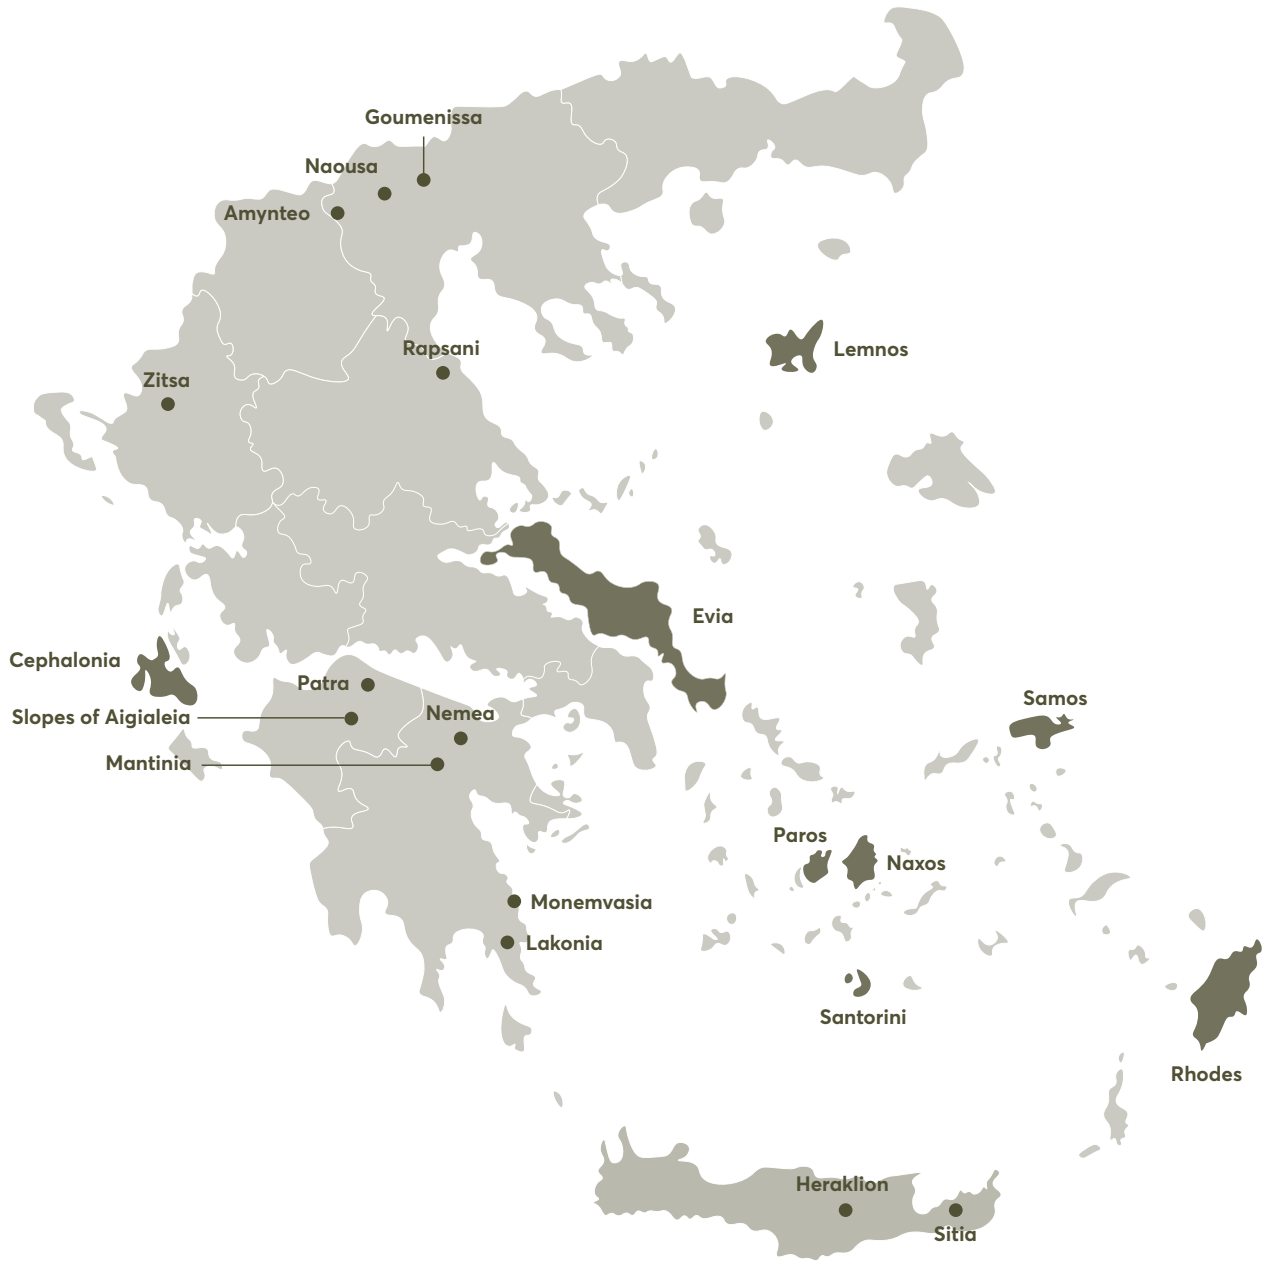 Goumenissa
Naousa
Amynteo
Rapsani
Lemnos
Zitsa
Evia
Cephalonia
Patra
Samos
Slopes of Aigialeia
Nemea
Mantinia
Paros
Naxos
Monemvasia
Lakonia
Santorini
Rhodes
Heraklion
Sitia